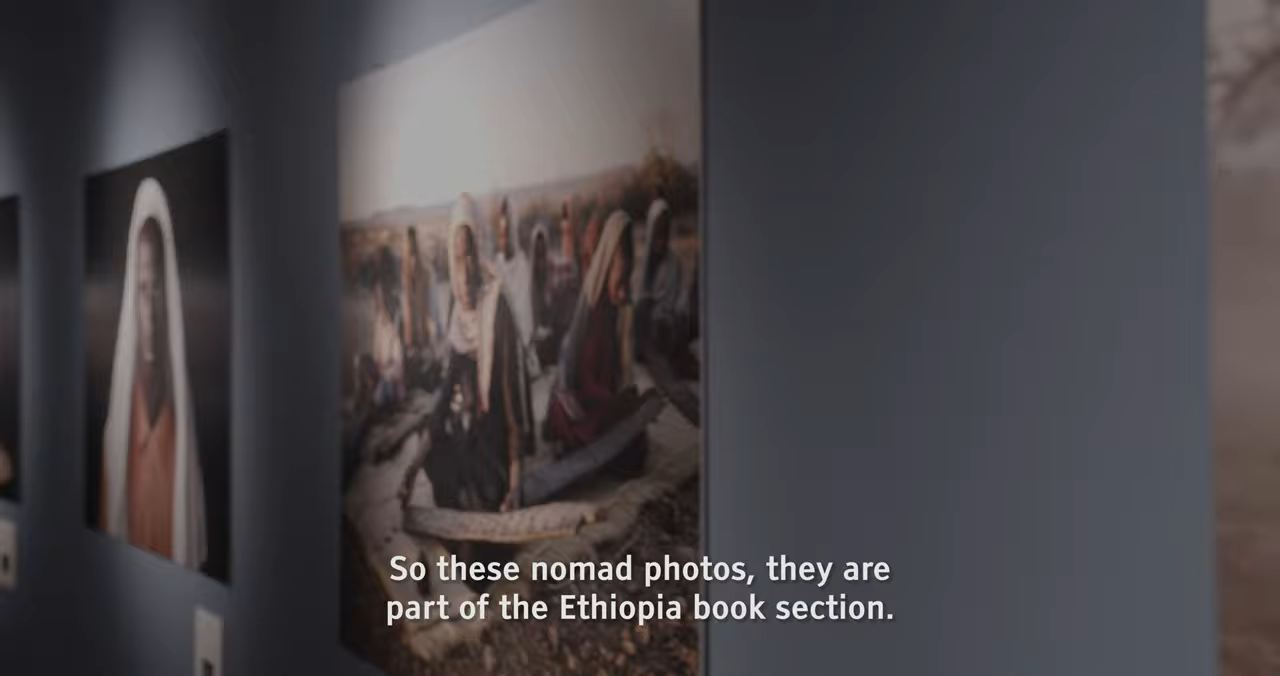 So these nomad photos, they are
part of the Ethiopia book section.